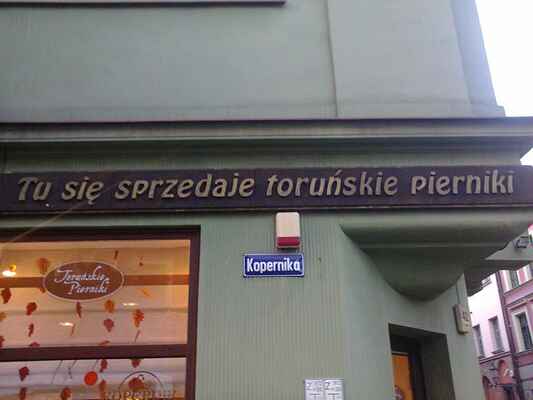 Tu się sprzedaje toruńskie pierniki
Kopernika
Toruńskie
Pierniki